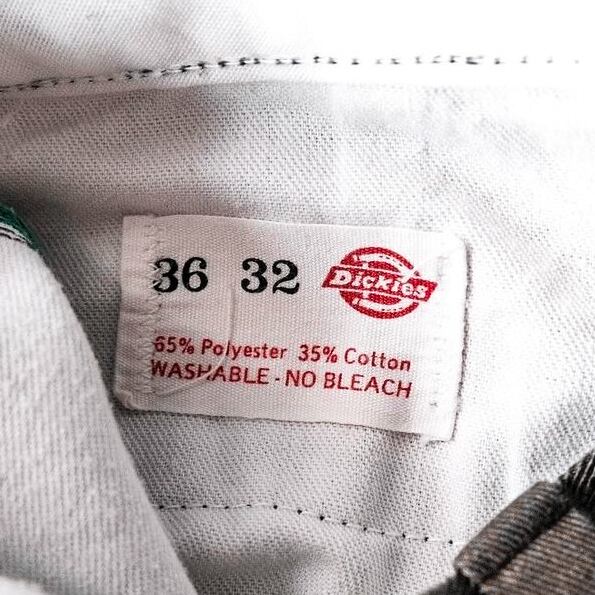 36 32 Dickies
65% Polyester 35% Cotton
WASHABLE - NO BLEACH